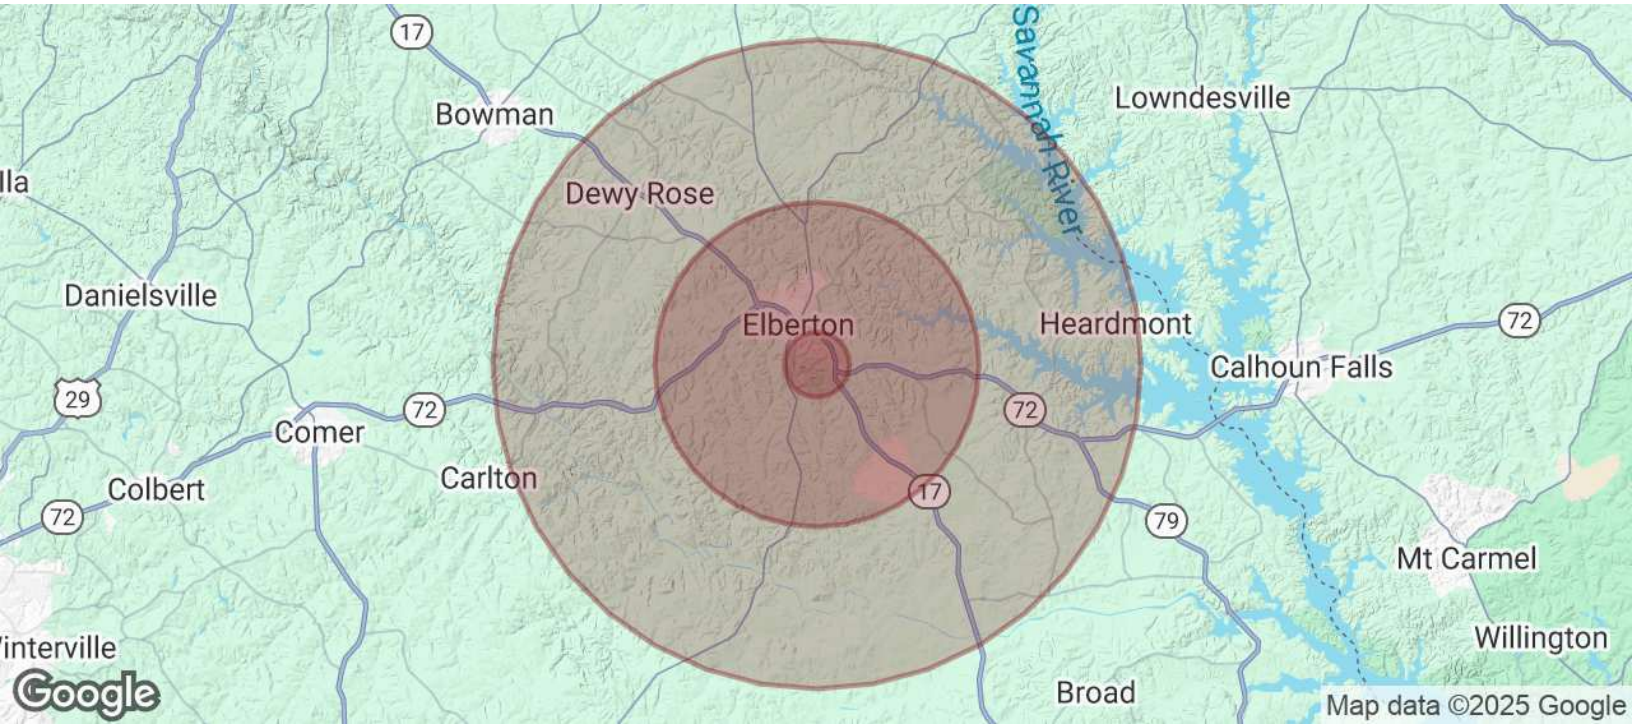 17
Savannah River
Lowndesville
Bowman
lla
Dewy Rose
Danielsville
Elberton
Heardmont
72
Calhoun Falls
29
72
72
Comer
Carlton
Colbert
17
72
79
Mt Carmel
Willington
interville
Google
Broad
Map data ©2025 Google